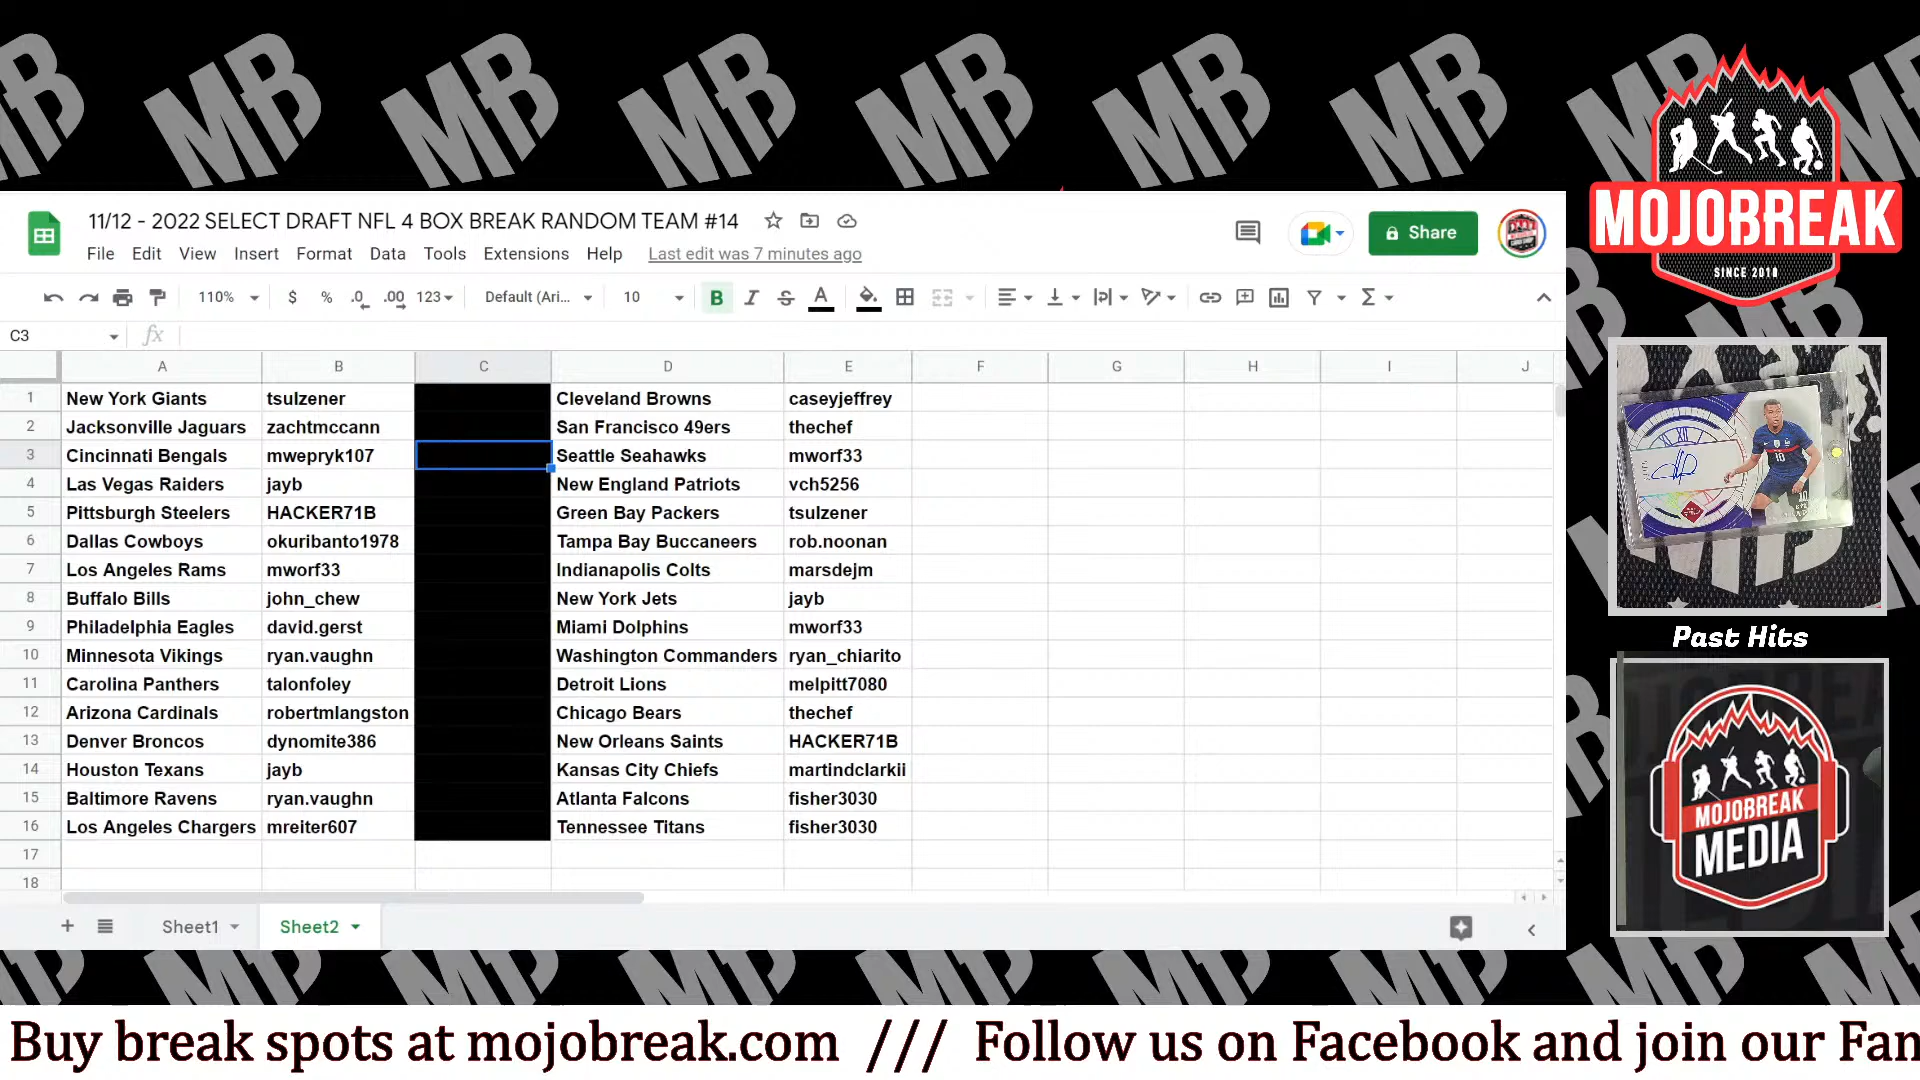 MOJOBREAK
SINCE 2010
11/12 - 2022 SELECT DRAFT NFL 4 BOX BREAK RANDOM TEAM #14
File Edit View Insert Format Data Tools Extensions Help Last edit was 7 minutes ago
Share
110% $ % .0 .00 123 Default (Ari... 10 B I S A
C3 fx
A B C D E F G H I J
1 New York Giants tsulzener Cleveland Browns caseyjeffrey
2 Jacksonville Jaguars zachtmccann San Francisco 49ers thechef
3 Cincinnati Bengals mwepryk107 Seattle Seahawks mworf33
4 Las Vegas Raiders jayb New England Patriots vch5256
5 Pittsburgh Steelers HACKER71B Green Bay Packers tsulzener
6 Dallas Cowboys okuribanto1978 Tampa Bay Buccaneers rob.noonan
7 Los Angeles Rams mworf33 Indianapolis Colts marsdejm
8 Buffalo Bills john_chew New York Jets jayb
9 Philadelphia Eagles david.gerst Miami Dolphins mworf33
10 Minnesota Vikings ryan.vaughn Washington Commanders ryan_chiarito
11 Carolina Panthers talonfoley Detroit Lions melpitt7080
12 Arizona Cardinals robertmlangston Chicago Bears thechef
13 Denver Broncos dynomite386 New Orleans Saints HACKER71B
14 Houston Texans jayb Kansas City Chiefs martindclarkii
15 Baltimore Ravens ryan.vaughn Atlanta Falcons fisher3030
16 Los Angeles Chargers mreiter607 Tennessee Titans fisher3030
17
18
Sheet1 Sheet2
Past Hits
MOJOBREAK
MEDIA
Buy break spots at mojobreak.com /// Follow us on Facebook and join our Fan